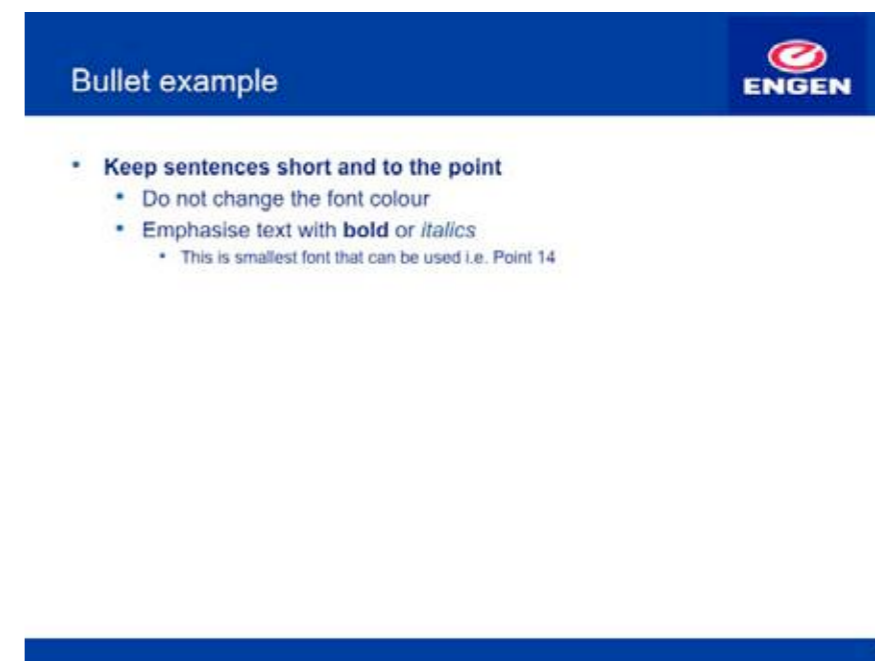 Bullet example
ENGEN
• Keep sentences short and to the point
• Do not change the font colour
• Emphasise text with bold or italics
• This is smallest font that can be used i.e. Point 14